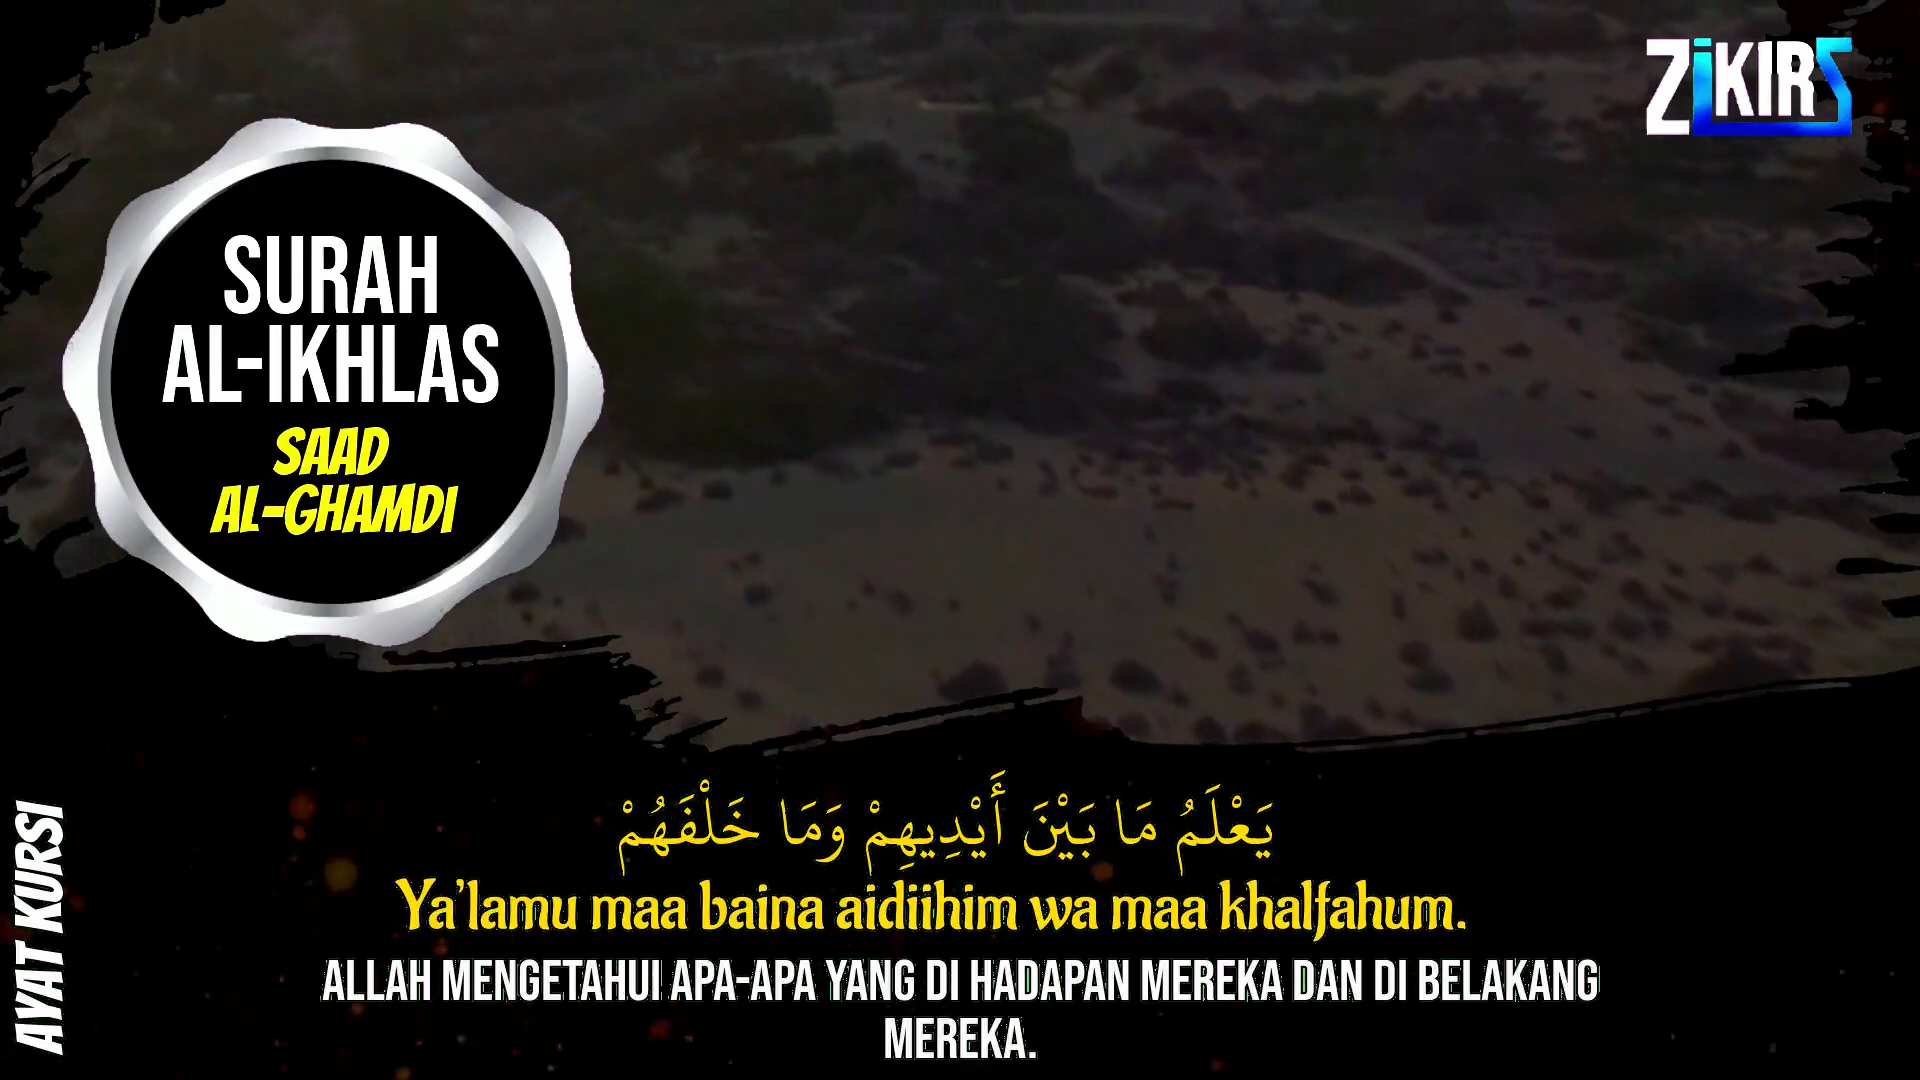 ZiKIRS
SURAH
AL-IKHLAS
SAAD
AL-GHAMDI
يَعْلَمُ مَا بَيْنَ أَيْدِيهِمْ وَمَا خَلْفَهُمْ
Ya'lamu maa baina aidiihim wa maa khalfahum.
ALLAH MENGETAHUI APA-APA YANG DI HADAPAN MEREKA DAN DI BELAKANG
MEREKA.
AYAT KURSI